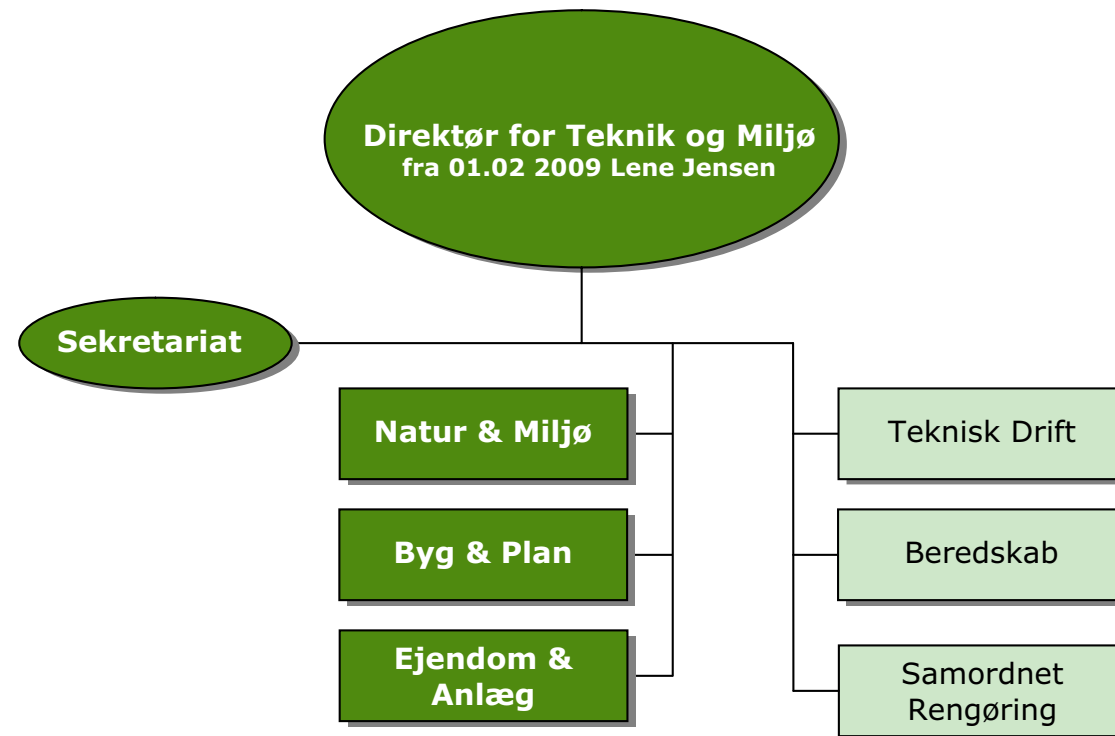 Direktør for Teknik og Miljø
fra 01.02 2009 Lene Jensen
Sekretariat
Natur & Miljø
Teknisk Drift
Byg & Plan
Beredskab
Ejendom &
Anlæg
Samordnet
Rengøring